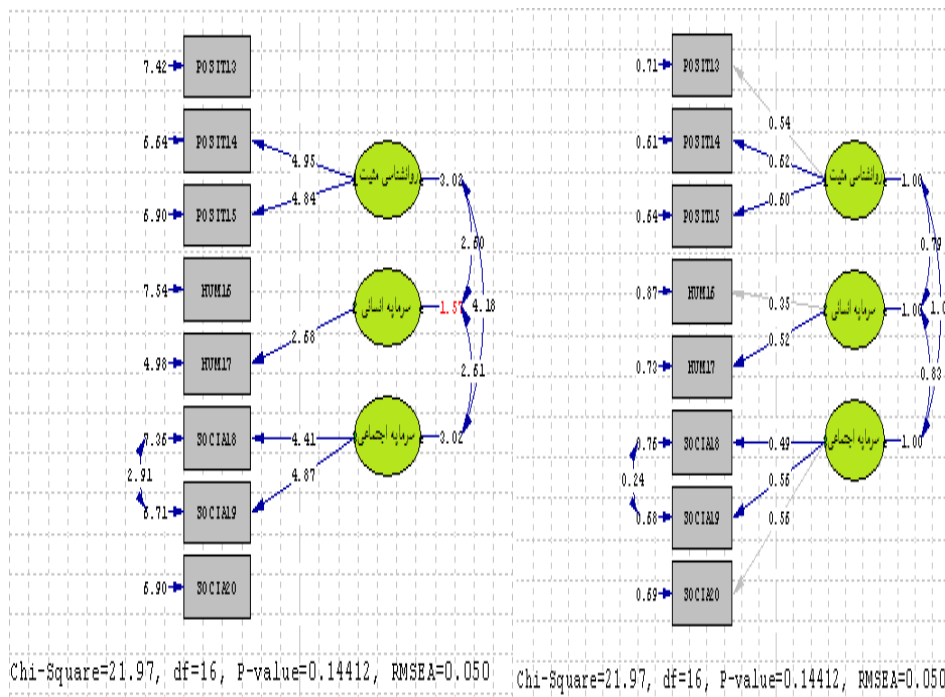 7.42
POSIT13
6.64
POSIT14
4.95
روانشناسی مثبت
3.02
4.84
6.90
POSIT15
2.60
7.54
HUM16
سرمایه انسانی
1.57
4.18
2.68
4.98
HUM17
2.61
7.36
SOCIA18
4.41
سرمایه اجتماعی
3.02
2.91
4.87
6.71
SOCIA19
6.90
SOCIA20
Chi-Square=21.97, df=16, P-value=0.14412, RMSEA=0.050
0.71
POSIT13
0.54
0.61
POSIT14
0.62
روانشناسی مثبت
1.00
0.60
0.64
POSIT15
0.79
0.87
HUM16
0.35
سرمایه انسانی
1.00
0.52
0.73
HUM17
0.83
0.76
SOCIA18
0.49
سرمایه اجتماعی
1.00
0.24
0.56
0.68
SOCIA19
0.56
0.69
SOCIA20
Chi-Square=21.97, df=16, P-value=0.14412, RMSEA=0.050